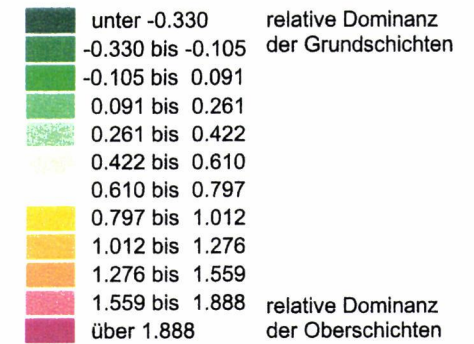 unter -0.330 relative Dominanz
-0.330 bis -0.105 der Grundschichten
-0.105 bis 0.091
0.091 bis 0.261
0.261 bis 0.422
0.422 bis 0.610
0.610 bis 0.797
0.797 bis 1.012
1.012 bis 1.276
1.276 bis 1.559
1.559 bis 1.888 relative Dominanz
über 1.888 der Oberschichten